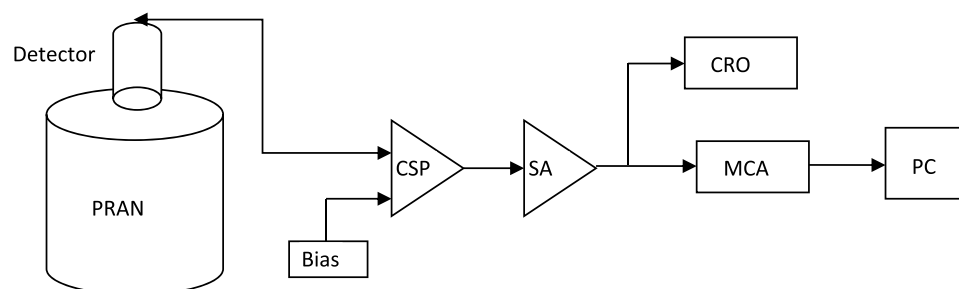 Detector
CRO
CSP
SA
MCA
PC
PRAN
Bias